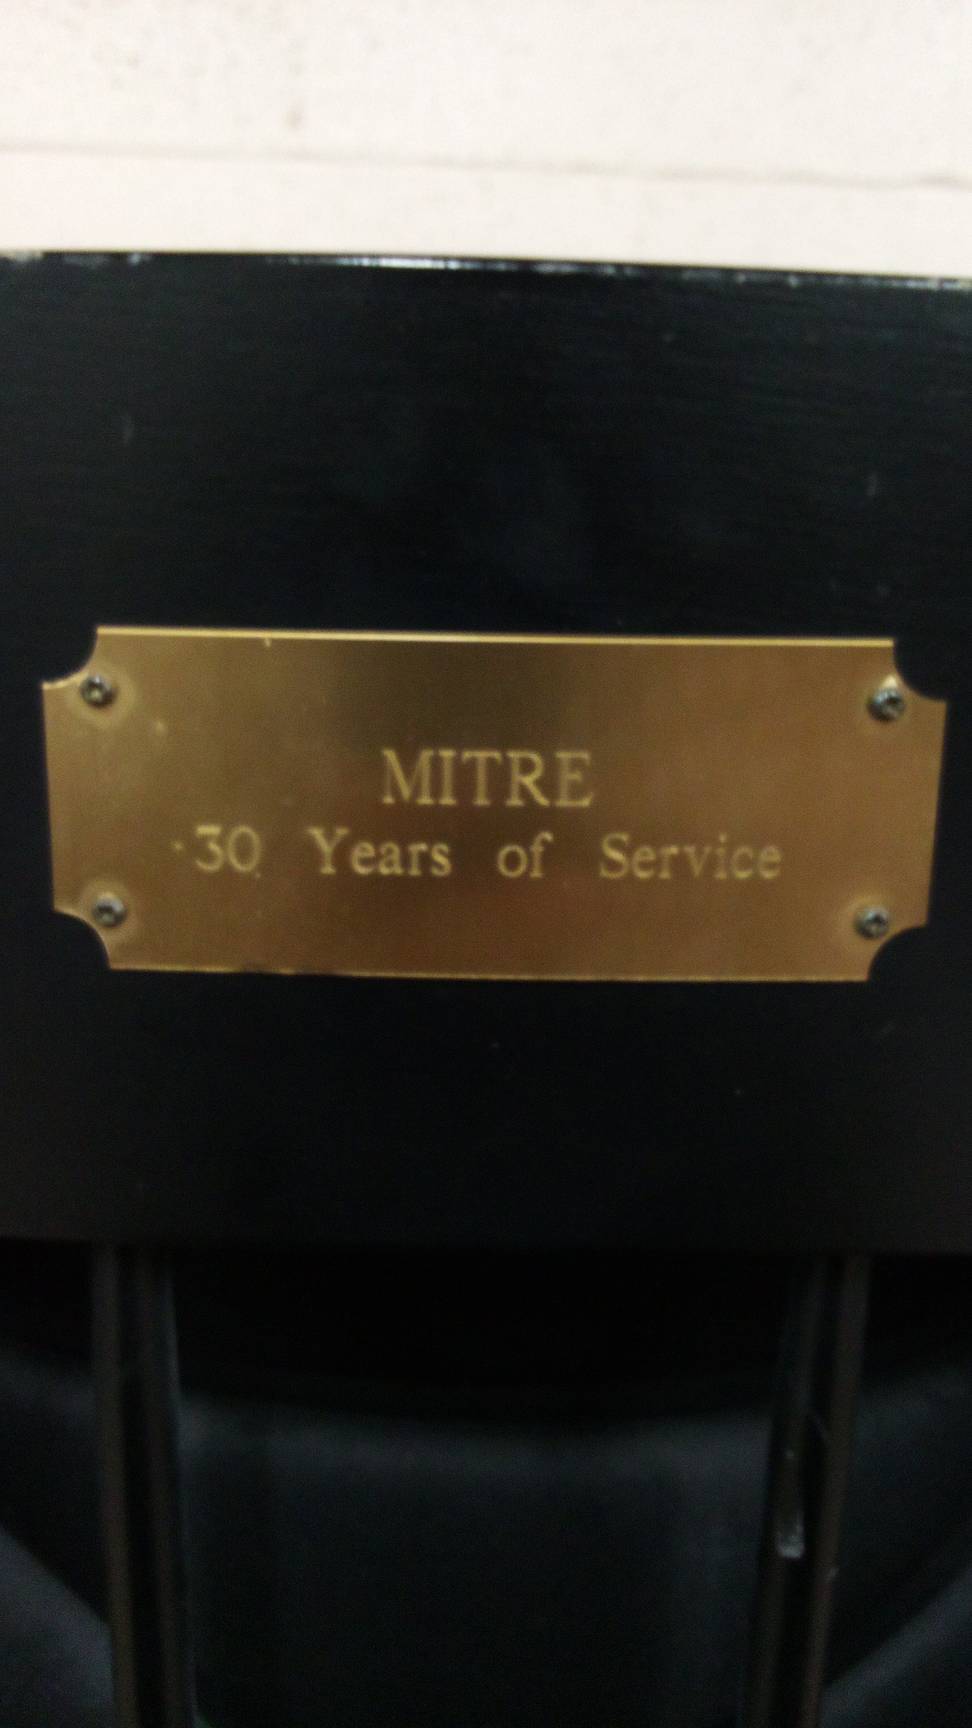 MITRE
30 Years of Service